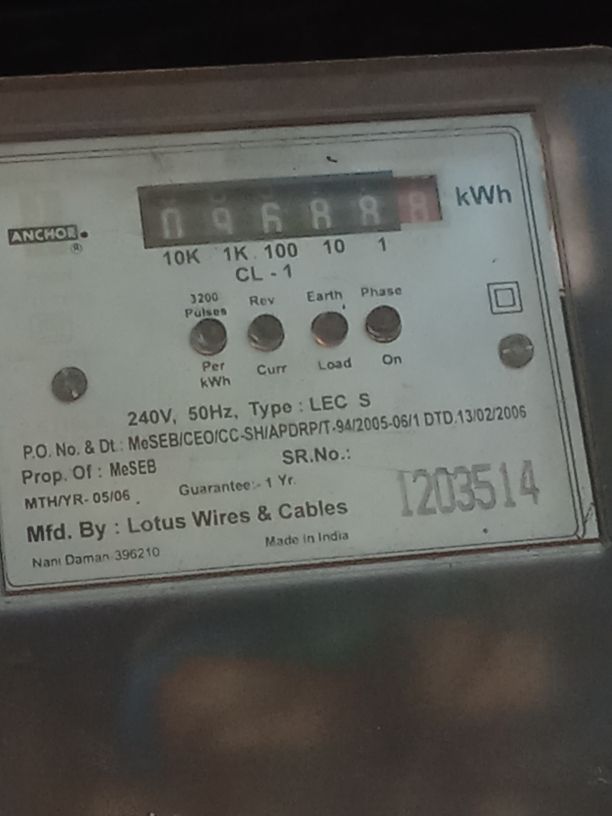 096888 kWh
ANCHOR
®
10K 1K 100 10 1
CL - 1
3200 Pulses Per kWh
Rev Curr
Earth Load
Phase On
240V, 50Hz, Type : LEC S
P.O. No. & Dt.: MeSEB/CEO/CC-SH/APDRP/T-94/2005-06/1 DTD.13/02/2006
Prop. Of : MeSEB
SR.No.:
MTH/YR- 05/06 .
Guarantee:- 1 Yr.
1203514
Mfd. By : Lotus Wires & Cables
Nani Daman 396210
Made in India